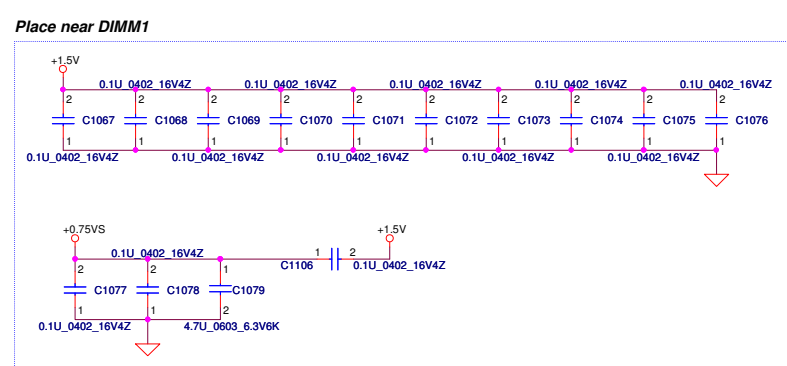 Place near DIMM1
+1.5V
0.1U_0402_16V4Z 0.1U_0402_16V4Z 0.1U_0402_16V4Z 0.1U_0402_16V4Z 0.1U_0402_16V4Z
2 2 2 2 2 2 2 2 2 2
C1067 C1068 C1069 C1070 C1071 C1072 C1073 C1074 C1075 C1076
1 1 1 1 1 1 1 1 1 1
0.1U_0402_16V4Z 0.1U_0402_16V4Z 0.1U_0402_16V4Z 0.1U_0402_16V4Z 0.1U_0402_16V4Z
+0.75VS +1.5V
0.1U_0402_16V4Z 1 2
C1106 0.1U_0402_16V4Z
2 2 1
C1077 C1078 C1079
1 1 2
0.1U_0402_16V4Z 4.7U_0603_6.3V6K